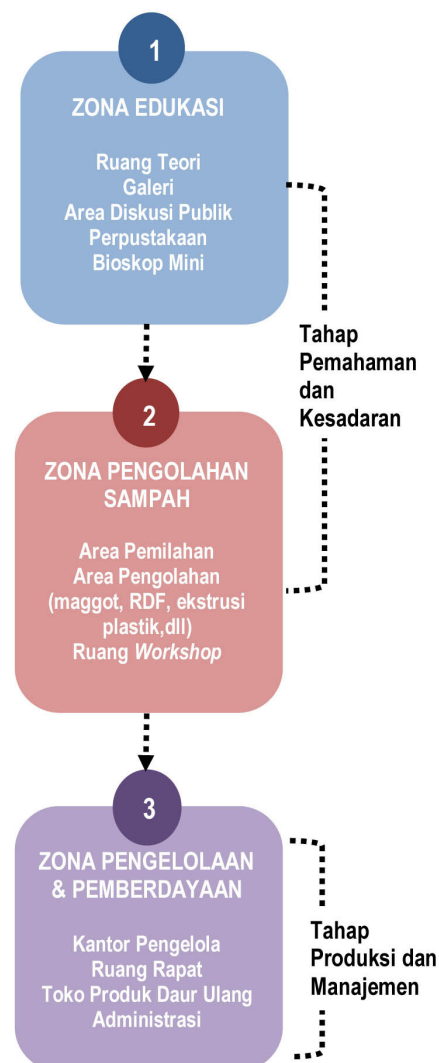 1
ZONA EDUKASI
Ruang Teori
Galeri
Area Diskusi Publik
Perpustakaan
Bioskop Mini
Tahap
Pemahaman
dan
Kesadaran
2
ZONA PENGOLAHAN
SAMPAH
Area Pemilahan
Area Pengolahan
(maggot, RDF, ekstrusi
plastik,dll)
Ruang Workshop
3
ZONA PENGELOLAAN
& PEMBERDAYAAN
Kantor Pengelola
Ruang Rapat
Toko Produk Daur Ulang
Administrasi
Tahap
Produksi dan
Manajemen